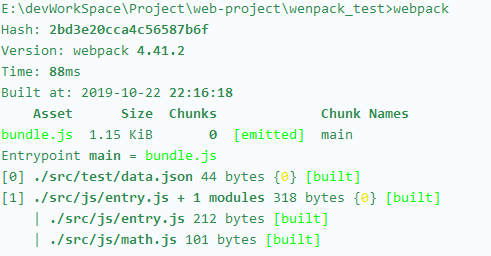 E:\devWorkSpace\Project\web-project\wenpack_test>webpack
Hash: 2bd3e20cca4c56587b6f
Version: webpack 4.41.2
Time: 88ms
Built at: 2019-10-22 22:16:18
    Asset      Size  Chunks             Chunk Names
bundle.js  1.15 KiB       0  [emitted]  main
Entrypoint main = bundle.js
[0] ./src/test/data.json 44 bytes {0} [built]
[1] ./src/js/entry.js + 1 modules 318 bytes {0} [built]
    | ./src/js/entry.js 212 bytes [built]
    | ./src/js/math.js 101 bytes [built]